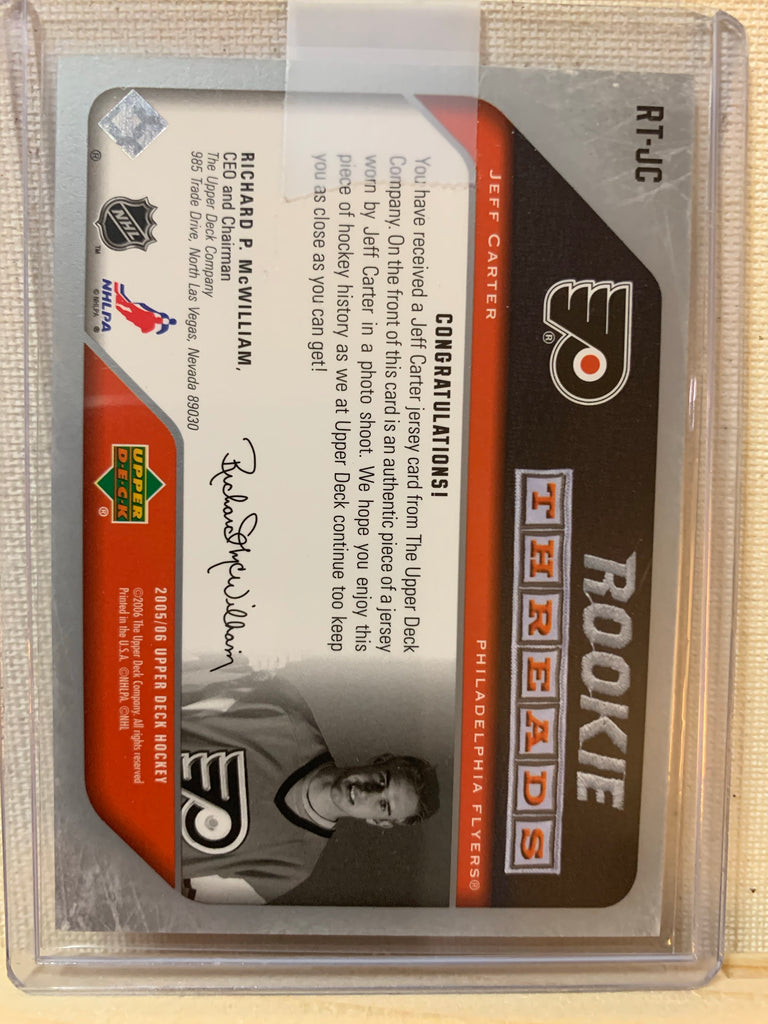 RT-JC
ROOKIE
THREADS
JEFF CARTER
PHILADELPHIA FLYERS®
CONGRATULATIONS!
You have received a Jeff Carter jersey card from The Upper Deck
Company. On the front of this card is an authentic piece of a jersey
worn by Jeff Carter in a photo shoot. We hope you enjoy this
piece of hockey history as we at Upper Deck continue too keep
you as close as you can get!
RICHARD P. McWILLIAM,
CEO and Chairman
The Upper Deck Company
985 Trade Drive, North Las Vegas, Nevada 89030
Richard P. McWilliam
NHL
NHLPA
©NHLPA
UPPER
DECK
2005/06 UPPER DECK HOCKEY
©2006 The Upper Deck Company. All rights reserved
Printed in the U.S.A. ©NHLPA ©NHL